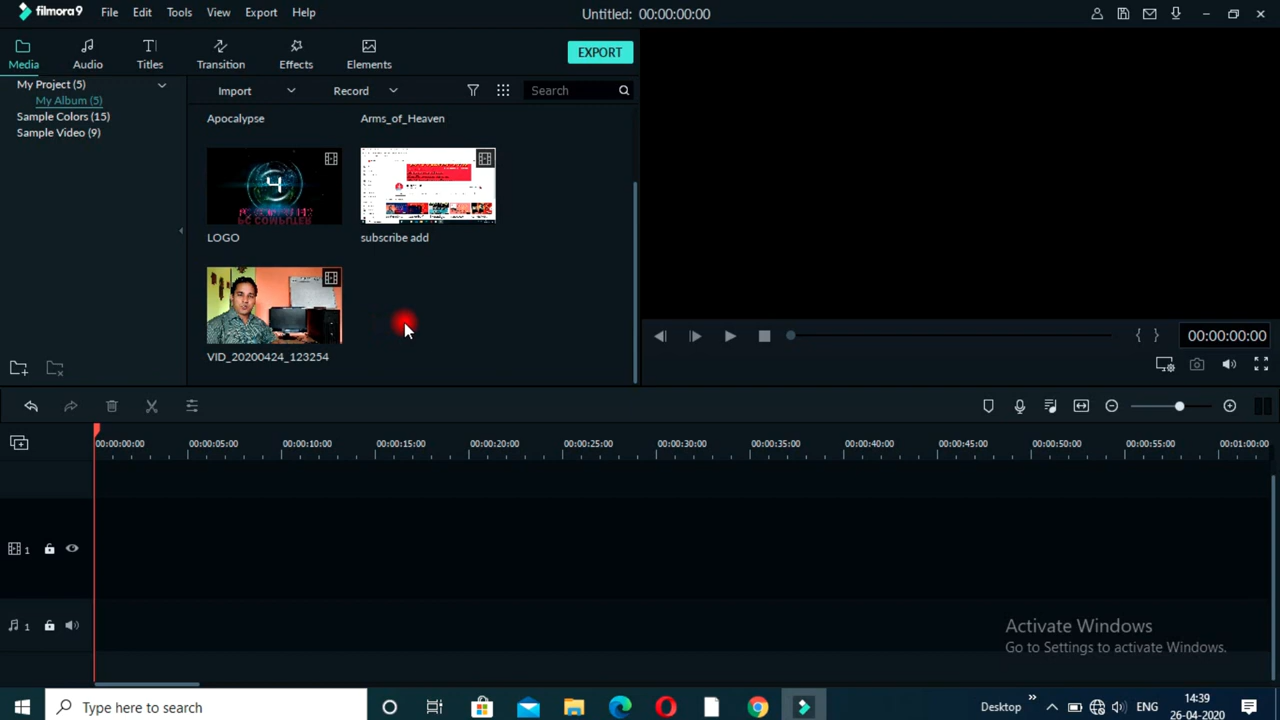 filmora9 File Edit Tools View Export Help Untitled: 00:00:00:00
Media Audio Titles Transition Effects Elements EXPORT
My Project (5)
My Album (5)
Sample Colors (15)
Sample Video (9)
Import Record Search
Apocalypse Arms_of_Heaven
4
LOGO subscribe add
VID_20200424_123254
{ } 00:00:00:00
00:00:00:00 00:00:05:00 00:00:10:00 00:00:15:00 00:00:20:00 00:00:25:00 00:00:30:00 00:00:35:00 00:00:40:00 00:00:45:00 00:00:50:00 00:00:55:00 00:01:00:00
1
1
Activate Windows
Go to Settings to activate Windows.
Type here to search Desktop ENG 14:39
26-04-2020